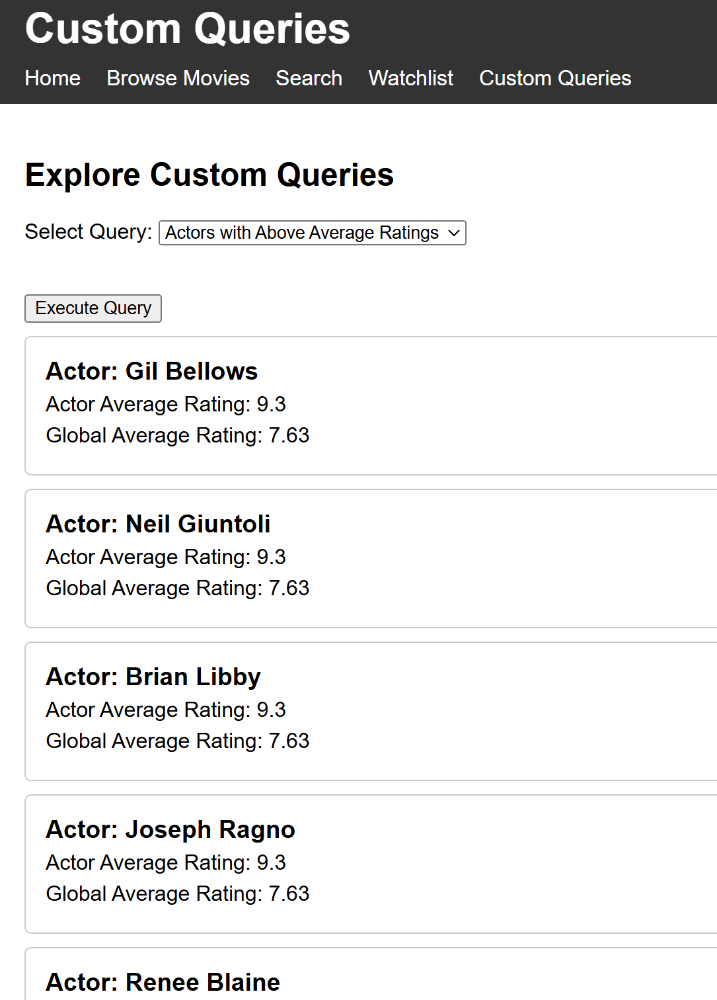 Custom Queries
Home Browse Movies Search Watchlist Custom Queries
Explore Custom Queries
Select Query: Actors with Above Average Ratings
Execute Query
Actor: Gil Bellows
Actor Average Rating: 9.3
Global Average Rating: 7.63
Actor: Neil Giuntoli
Actor Average Rating: 9.3
Global Average Rating: 7.63
Actor: Brian Libby
Actor Average Rating: 9.3
Global Average Rating: 7.63
Actor: Joseph Ragno
Actor Average Rating: 9.3
Global Average Rating: 7.63
Actor: Renee Blaine